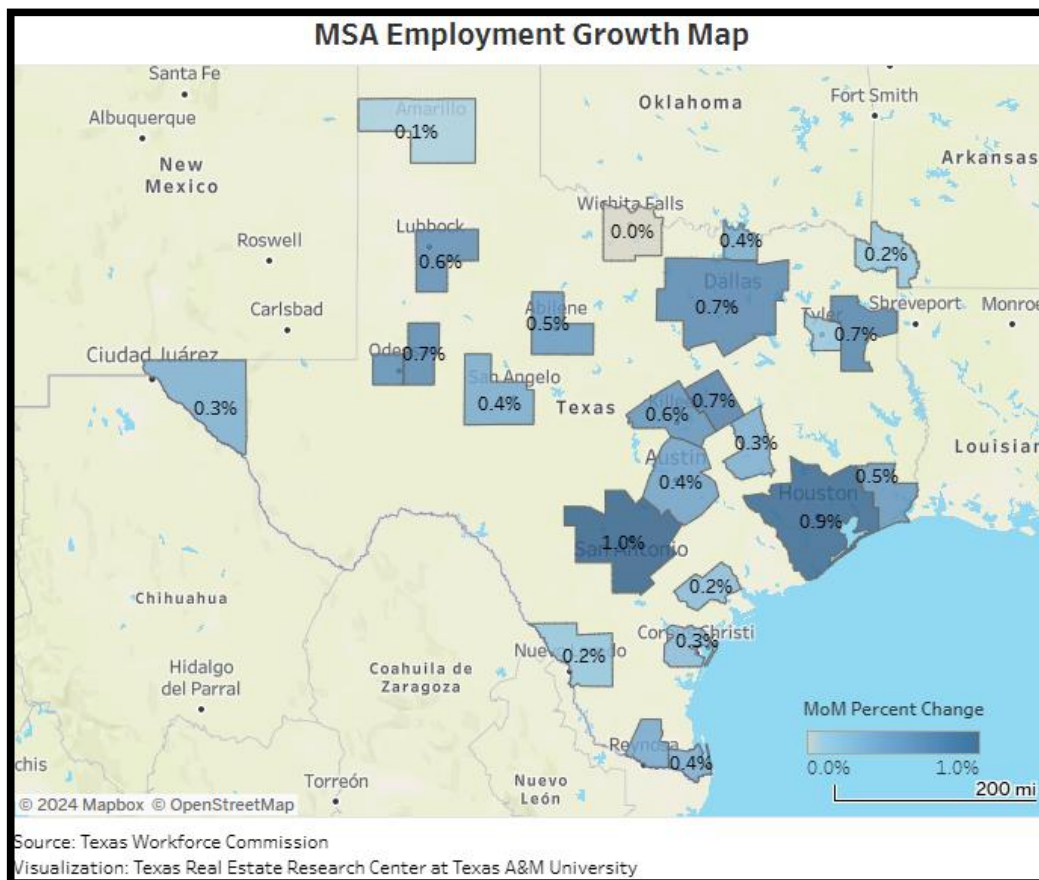 MSA Employment Growth Map
Santa Fe
Albuquerque
New
Mexico
Amarillo
0.1%
Oklahoma
Fort Smith
Arkansas
Roswell
Lubbock
0.6%
Wichita Falls
0.0%
0.4%
0.2%
Carlsbad
Abilene
0.5%
Dallas
0.7%
Tyler
0.7%
Shreveport
Monroe
Ciudad Juárez
0.3%
0.7%
San Angelo
0.4%
Texas
0.6%
0.7%
0.3%
Louisian
Austin
0.4%
Houston
0.9%
0.5%
1.0%
San Antonio
0.2%
Chihuahua
Hidalgo
del Parral
Coahuila de
Zaragoza
0.2%
0.3%
Reynosa
0.4%
chis
Torreón
Nuevo
León
MoM Percent Change
0.0%
1.0%
200 mi
© 2024 Mapbox © OpenStreetMap
Source: Texas Workforce Commission
Visualization: Texas Real Estate Research Center at Texas A&M University